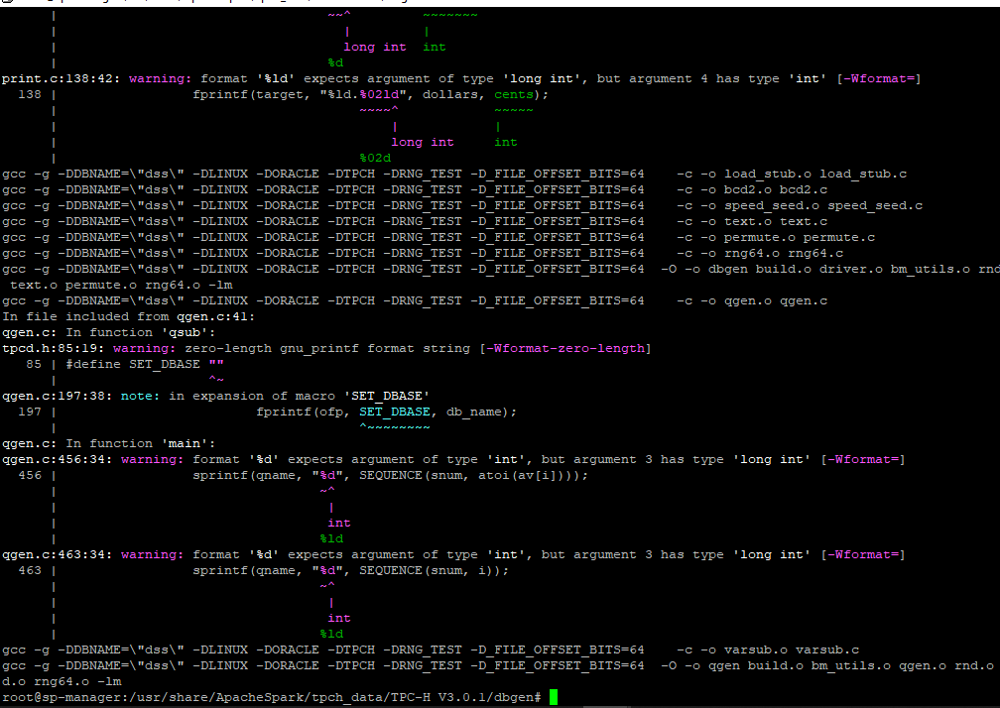 |                                  ~~^         ~~~~~~~
|                                    |         |
|                                    long int  int
|                                  %d
print.c:138:42: warning: format '%ld' expects argument of type 'long int', but argument 4 has type 'int' [-Wformat=]
138 |                 fprintf(target, "%ld.%02ld", dollars, cents);
|                                      ~~~~^            ~~~~~
|                                          |            |
|                                          long int     int
|                                      %02d
gcc -g -DDBNAME=\"dss\" -DLINUX -DORACLE -DTPCH -DRNG_TEST -D_FILE_OFFSET_BITS=64    -c -o load_stub.o load_stub.c
gcc -g -DDBNAME=\"dss\" -DLINUX -DORACLE -DTPCH -DRNG_TEST -D_FILE_OFFSET_BITS=64    -c -o bcd2.o bcd2.c
gcc -g -DDBNAME=\"dss\" -DLINUX -DORACLE -DTPCH -DRNG_TEST -D_FILE_OFFSET_BITS=64    -c -o speed_seed.o speed_seed.c
gcc -g -DDBNAME=\"dss\" -DLINUX -DORACLE -DTPCH -DRNG_TEST -D_FILE_OFFSET_BITS=64    -c -o text.o text.c
gcc -g -DDBNAME=\"dss\" -DLINUX -DORACLE -DTPCH -DRNG_TEST -D_FILE_OFFSET_BITS=64    -c -o permute.o permute.c
gcc -g -DDBNAME=\"dss\" -DLINUX -DORACLE -DTPCH -DRNG_TEST -D_FILE_OFFSET_BITS=64    -c -o rng64.o rng64.c
gcc -g -DDBNAME=\"dss\" -DLINUX -DORACLE -DTPCH -DRNG_TEST -D_FILE_OFFSET_BITS=64  -O -o dbgen build.o driver.o bm_utils.o rnd
text.o permute.o rng64.o -lm
gcc -g -DDBNAME=\"dss\" -DLINUX -DORACLE -DTPCH -DRNG_TEST -D_FILE_OFFSET_BITS=64    -c -o qgen.o qgen.c
In file included from qgen.c:41:
qgen.c: In function 'qsub':
tpcd.h:85:19: warning: zero-length gnu_printf format string [-Wformat-zero-length]
85 | #define SET_DBASE ""
|                   ^~
qgen.c:197:38: note: in expansion of macro 'SET_DBASE'
197 |                         fprintf(ofp, SET_DBASE, db_name);
|                                      ^~~~~~~~~
qgen.c: In function 'main':
qgen.c:456:34: warning: format '%d' expects argument of type 'int', but argument 3 has type 'long int' [-Wformat=]
456 |                 sprintf(qname, "%d", SEQUENCE(snum, atoi(av[i])));
|                                 ~^
|                                  |
|                                  int
|                                 %ld
qgen.c:463:34: warning: format '%d' expects argument of type 'int', but argument 3 has type 'long int' [-Wformat=]
463 |                 sprintf(qname, "%d", SEQUENCE(snum, i));
|                                 ~^
|                                  |
|                                  int
|                                 %ld
gcc -g -DDBNAME=\"dss\" -DLINUX -DORACLE -DTPCH -DRNG_TEST -D_FILE_OFFSET_BITS=64    -c -o varsub.o varsub.c
gcc -g -DDBNAME=\"dss\" -DLINUX -DORACLE -DTPCH -DRNG_TEST -D_FILE_OFFSET_BITS=64  -O -o qgen build.o bm_utils.o qgen.o rnd.o
d.o rng64.o -lm
root@sp-manager:/usr/share/ApacheSpark/tpch_data/TPC-H V3.0.1/dbgen#